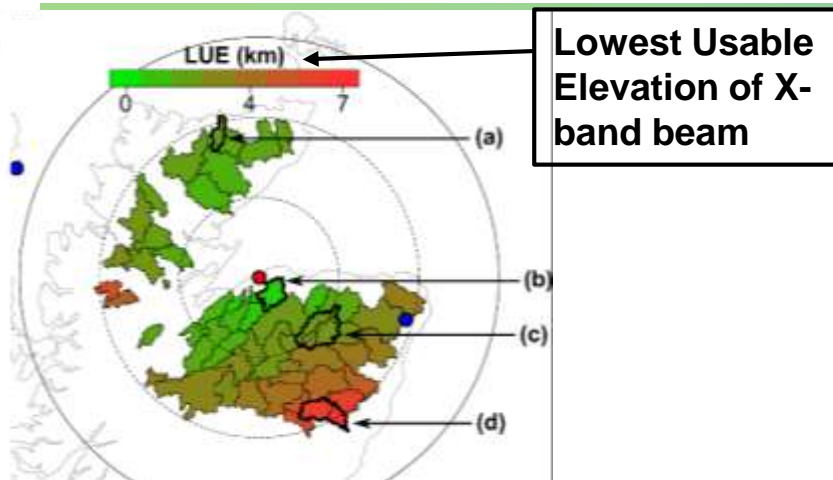 LUE (km)
0 4 7
Lowest Usable
Elevation of X-
band beam
(a)
(b)
(c)
(d)